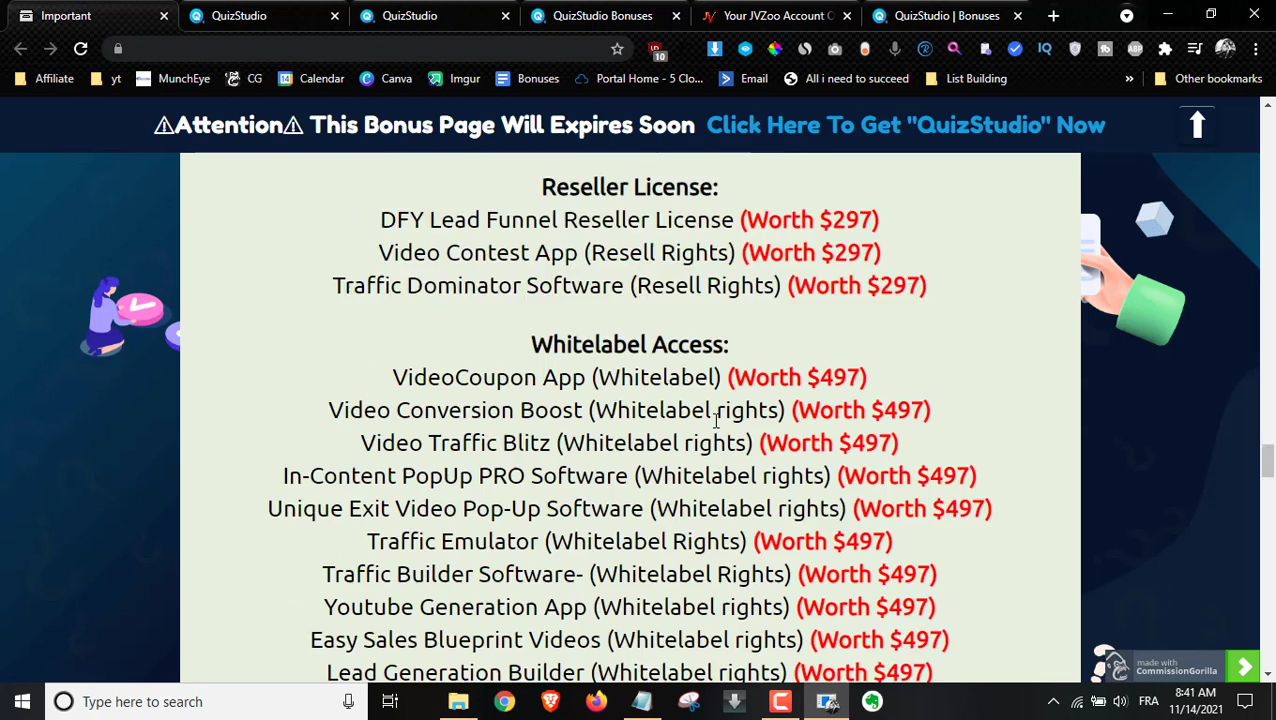 Important
QuizStudio
QuizStudio
QuizStudio Bonuses
Your JVZoo Account O
QuizStudio | Bonuses
10
IQ
ABP
Affiliate
yt
MunchEye
CG
Calendar
Canva
Imgur
Bonuses
Portal Home - 5 Clo...
Email
All i need to succeed
List Building
Other bookmarks
⚠Attention⚠ This Bonus Page Will Expires Soon Click Here To Get "QuizStudio" Now
Reseller License:
DFY Lead Funnel Reseller License (Worth $297)
Video Contest App (Resell Rights) (Worth $297)
Traffic Dominator Software (Resell Rights) (Worth $297)
Whitelabel Access:
VideoCoupon App (Whitelabel) (Worth $497)
Video Conversion Boost (Whitelabel rights) (Worth $497)
Video Traffic Blitz (Whitelabel rights) (Worth $497)
In-Content PopUp PRO Software (Whitelabel rights) (Worth $497)
Unique Exit Video Pop-Up Software (Whitelabel rights) (Worth $497)
Traffic Emulator (Whitelabel Rights) (Worth $497)
Traffic Builder Software- (Whitelabel Rights) (Worth $497)
Youtube Generation App (Whitelabel rights) (Worth $497)
Easy Sales Blueprint Videos (Whitelabel rights) (Worth $497)
Lead Generation Builder (Whitelabel rights) (Worth $497)
made with
CommissionGorilla
Type here to search
FRA
8:41 AM
11/14/2021